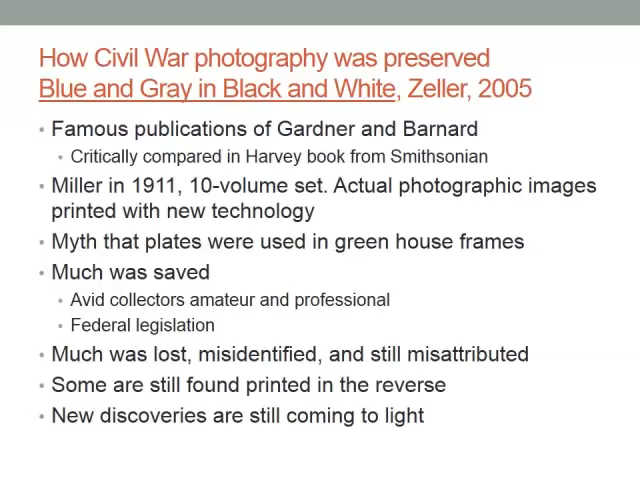 How Civil War photography was preserved
Blue and Gray in Black and White, Zeller, 2005
• Famous publications of Gardner and Barnard
• Critically compared in Harvey book from Smithsonian
• Miller in 1911, 10-volume set. Actual photographic images
printed with new technology
• Myth that plates were used in green house frames
• Much was saved
• Avid collectors amateur and professional
• Federal legislation
• Much was lost, misidentified, and still misattributed
• Some are still found printed in the reverse
• New discoveries are still coming to light